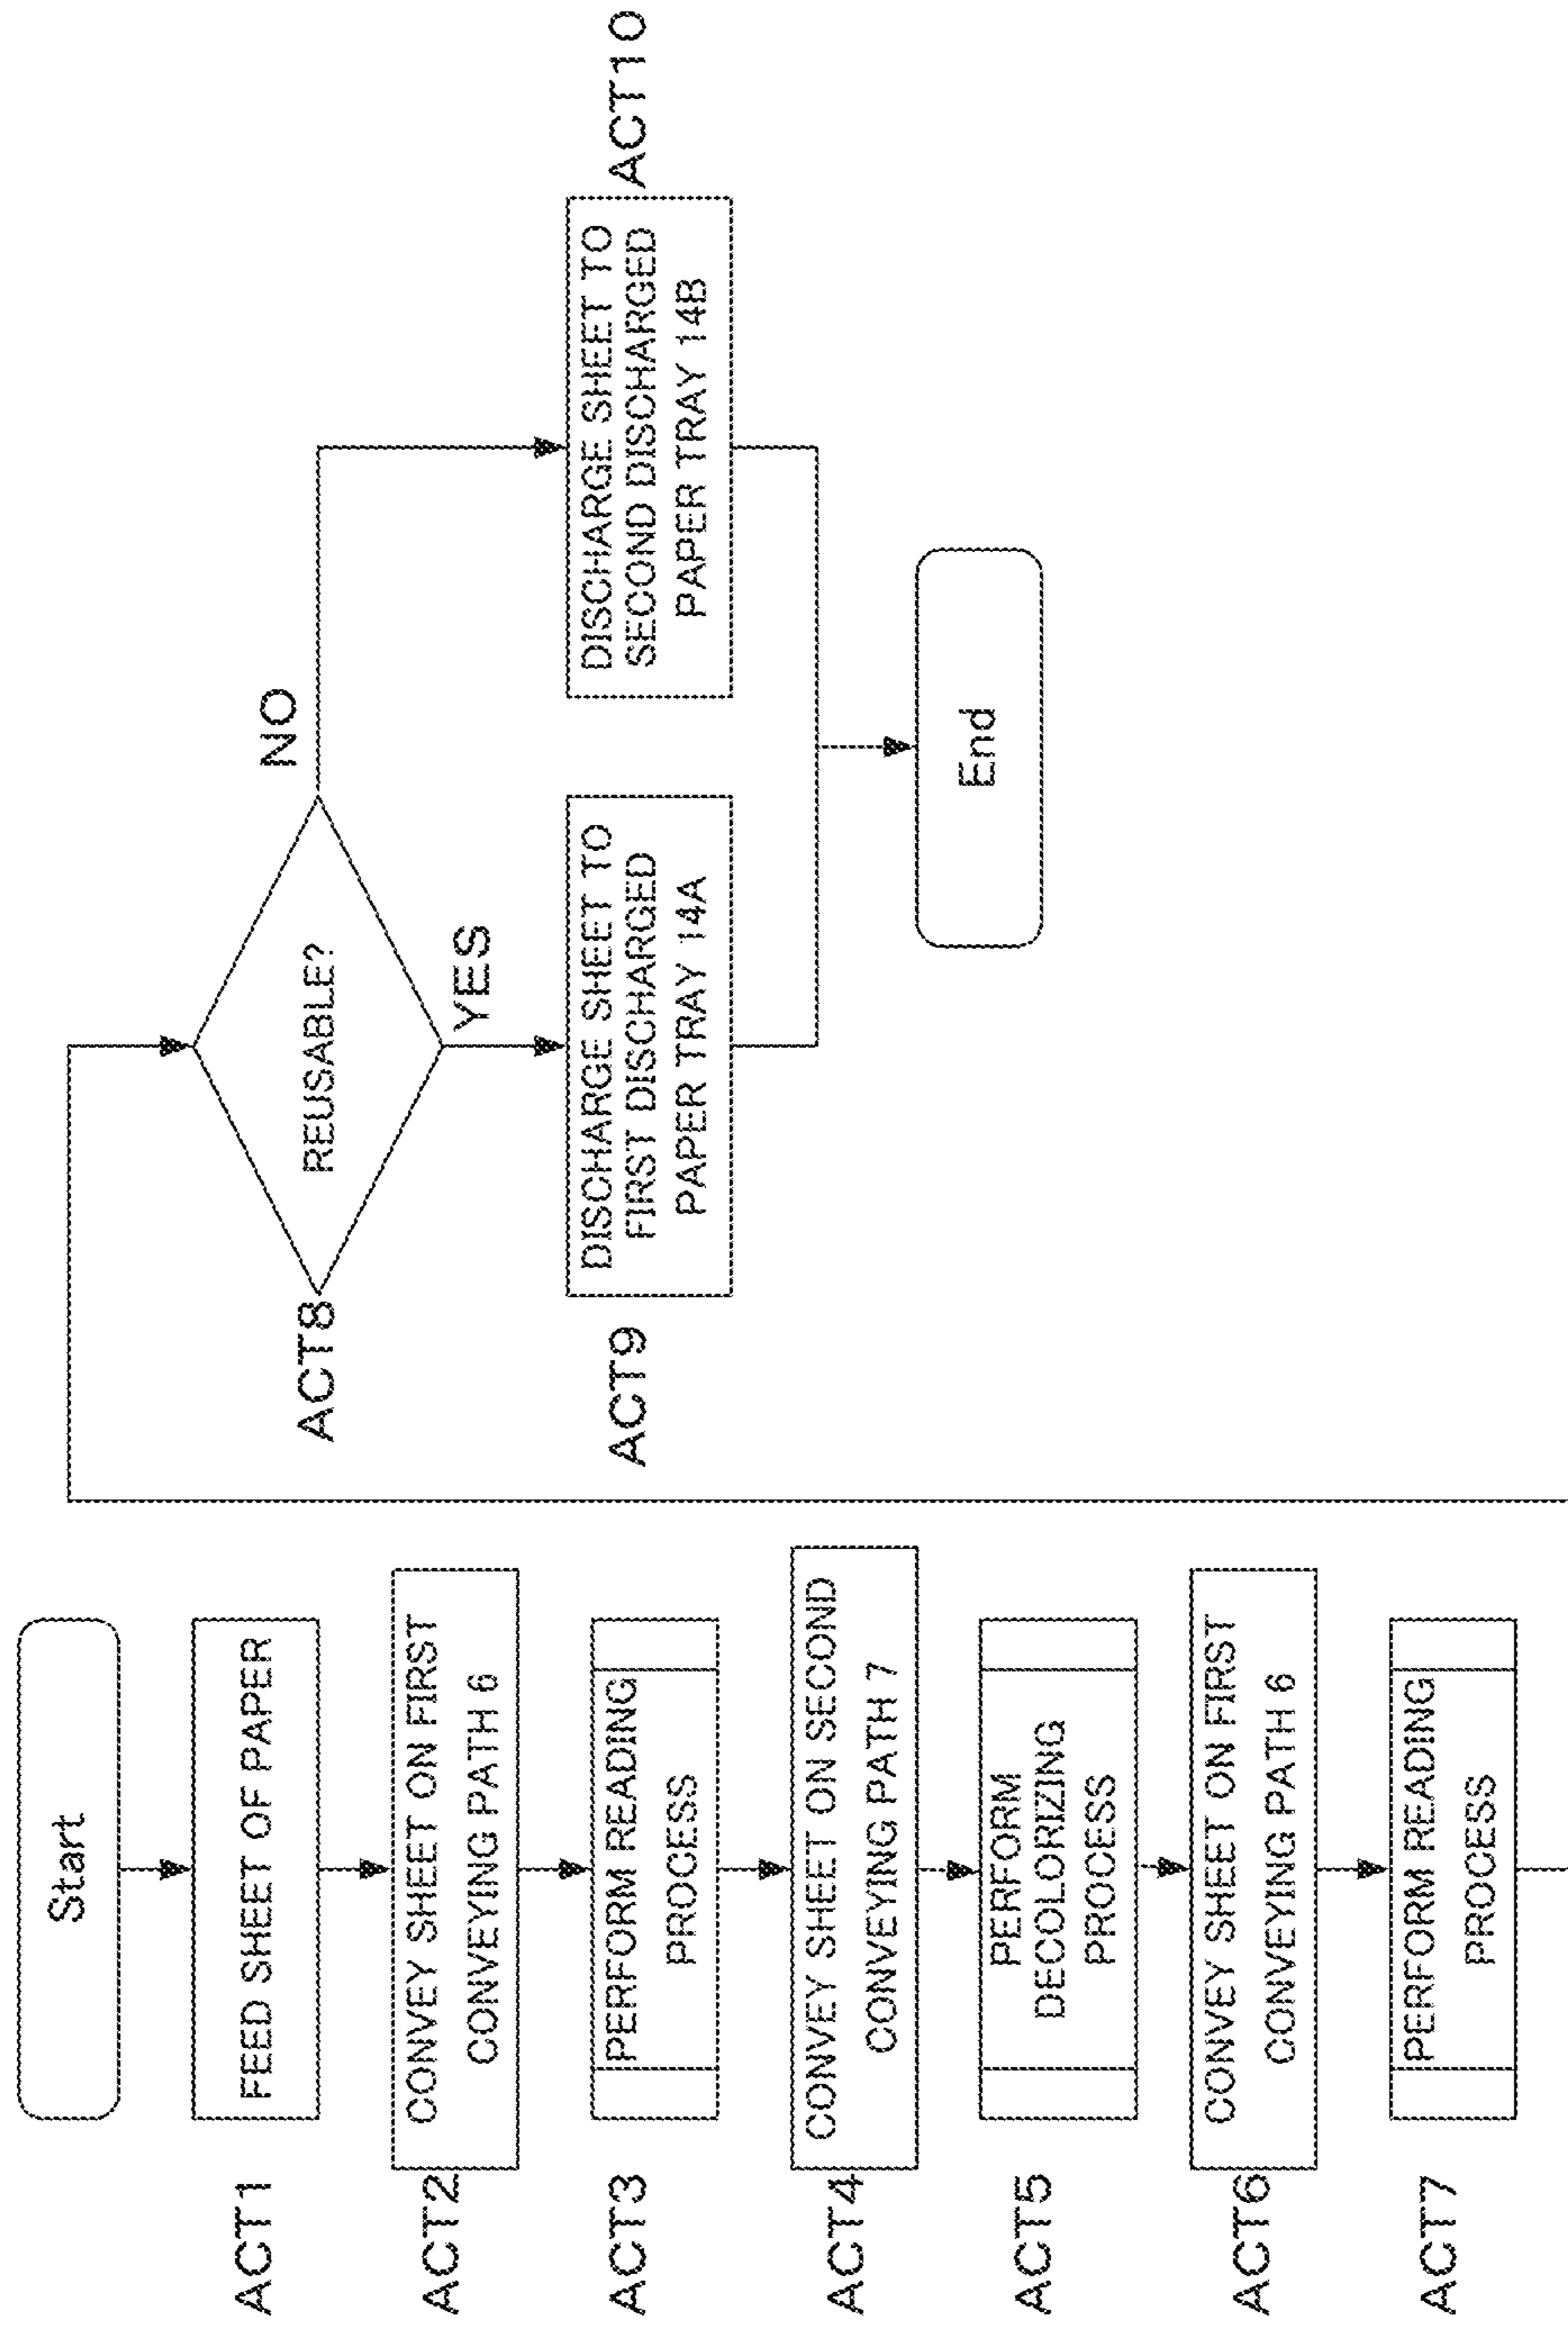 Start
ACT1
FEED SHEET OF PAPER
ACT2
CONVEY SHEET ON FIRST
CONVEYING PATH 6
ACT3
PERFORM READING
PROCESS
ACT4
CONVEY SHEET ON SECOND
CONVEYING PATH 7
ACT5
PERFORM
DECOLORIZING
PROCESS
ACT6
CONVEY SHEET ON FIRST
CONVEYING PATH 6
ACT7
PERFORM READING
PROCESS
ACT8
REUSABLE?
NO
YES
ACT9
DISCHARGE SHEET TO
FIRST DISCHARGED
PAPER TRAY 14A
DISCHARGE SHEET TO
SECOND DISCHARGED
PAPER TRAY 14B
ACT10
End